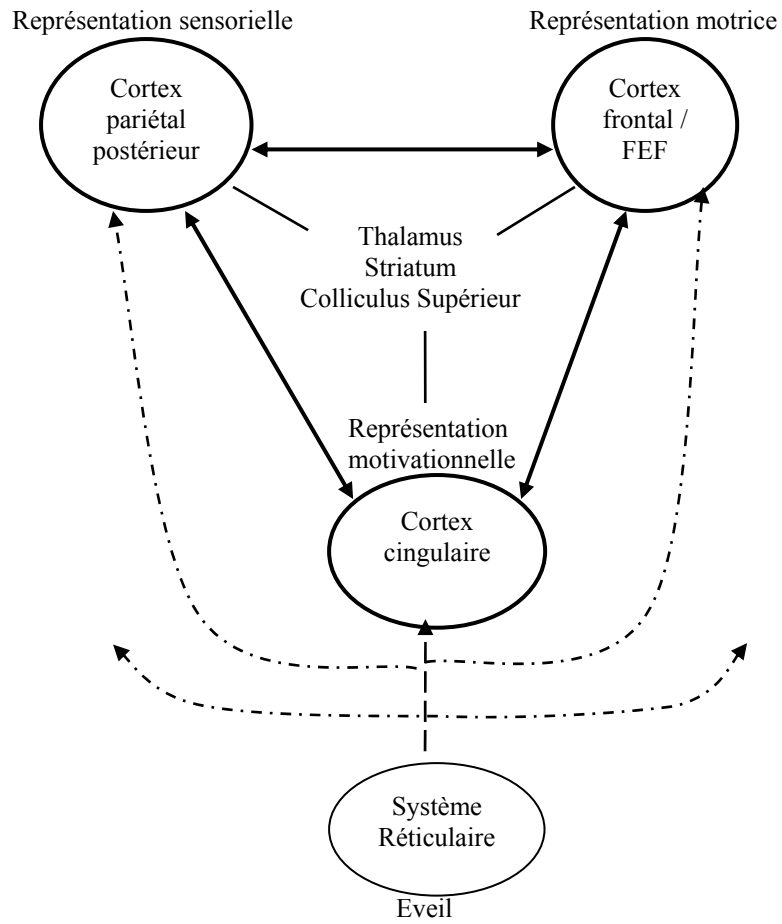 Représentation sensorielle
Représentation motrice
Cortex
pariétal
postérieur
Cortex
frontal /
FEF
Thalamus
Striatum
Colliculus Supérieur
Représentation
motivationnelle
Cortex
cingulaire
Système
Réticulaire
Eveil